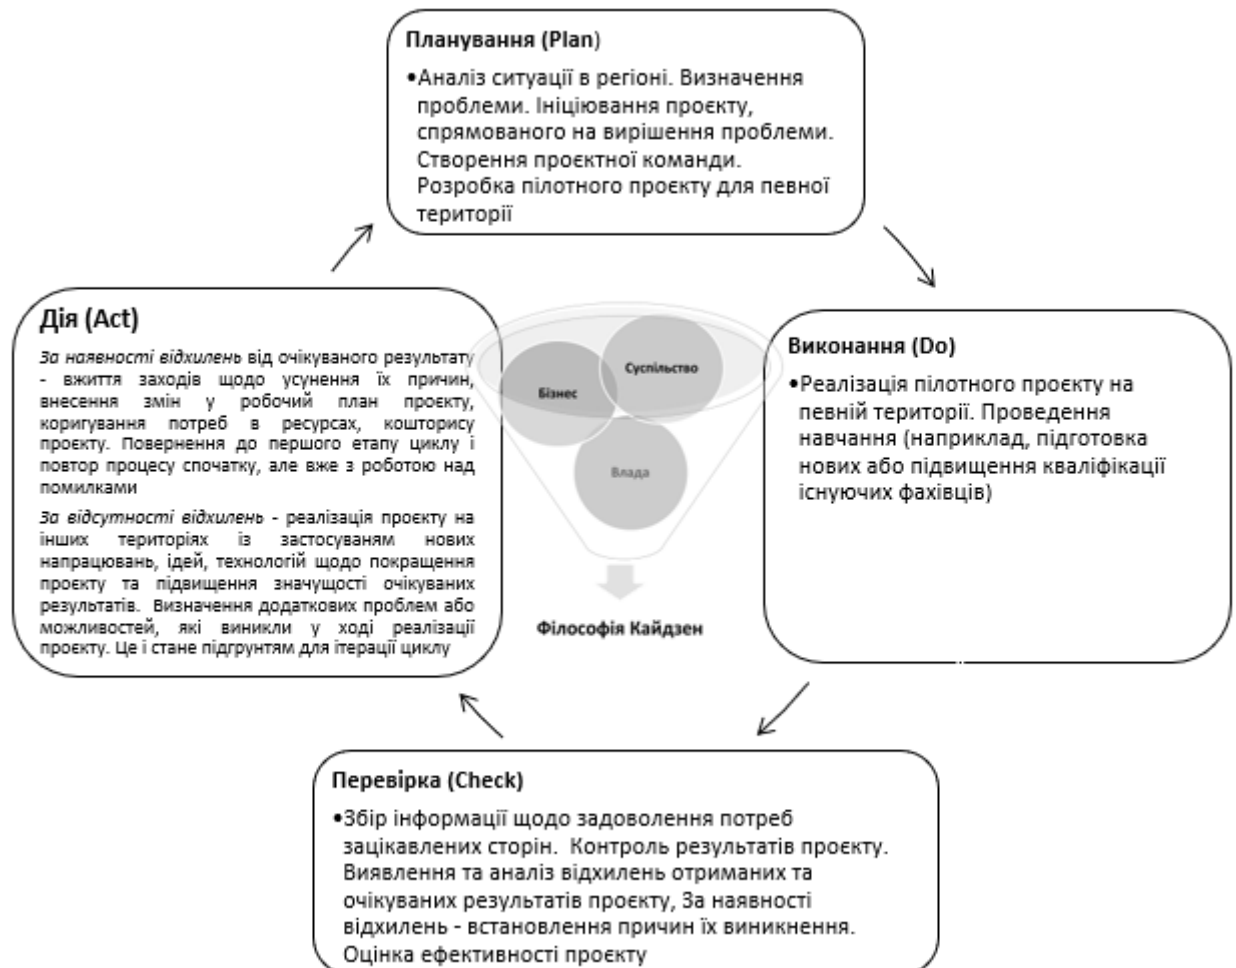 Планування (Plan)
•Аналіз ситуації в регіоні. Визначення
проблеми. Ініціювання проєкту,
спрямованого на вирішення проблеми.
Створення проєктної команди.
Розробка пілотного проєкту для певної
території
Дія (Act)
За наявності відхилень від очікуваного результату
- вжиття заходів щодо усунення їх причин,
внесення змін у робочий план проєкту,
коригування потреб в ресурсах, кошторису
проєкту. Повернення до першого етапу циклу і
повтор процесу спочатку, але вже з роботою над
помилками
За відсутності відхилень - реалізація проєкту на
інших територіях із застосуваням нових
напрацювань, ідей, технологій щодо покращення
проєкту та підвищення значущості очікуваних
результатів. Визначення додаткових проблем або
можливостей, які виникли у ході реалізації
проєкту. Це і стане підгрунтям для ітерації циклу
Суспільство
Бізнес
Влада
Філософія Кайдзен
Виконання (Do)
•Реалізація пілотного проєкту на
певній території. Проведення
навчання (наприклад, підготовка
нових або підвищення кваліфікації
існуючих фахівців)
Перевірка (Check)
•Збір інформації щодо задоволення потреб
зацікавлених сторін. Контроль результатів проєкту.
Виявлення та аналіз відхилень отриманих та
очікуваних результатів проєкту, За наявності
відхилень - встановлення причин їх виникнення.
Оцінка ефективності проєкту